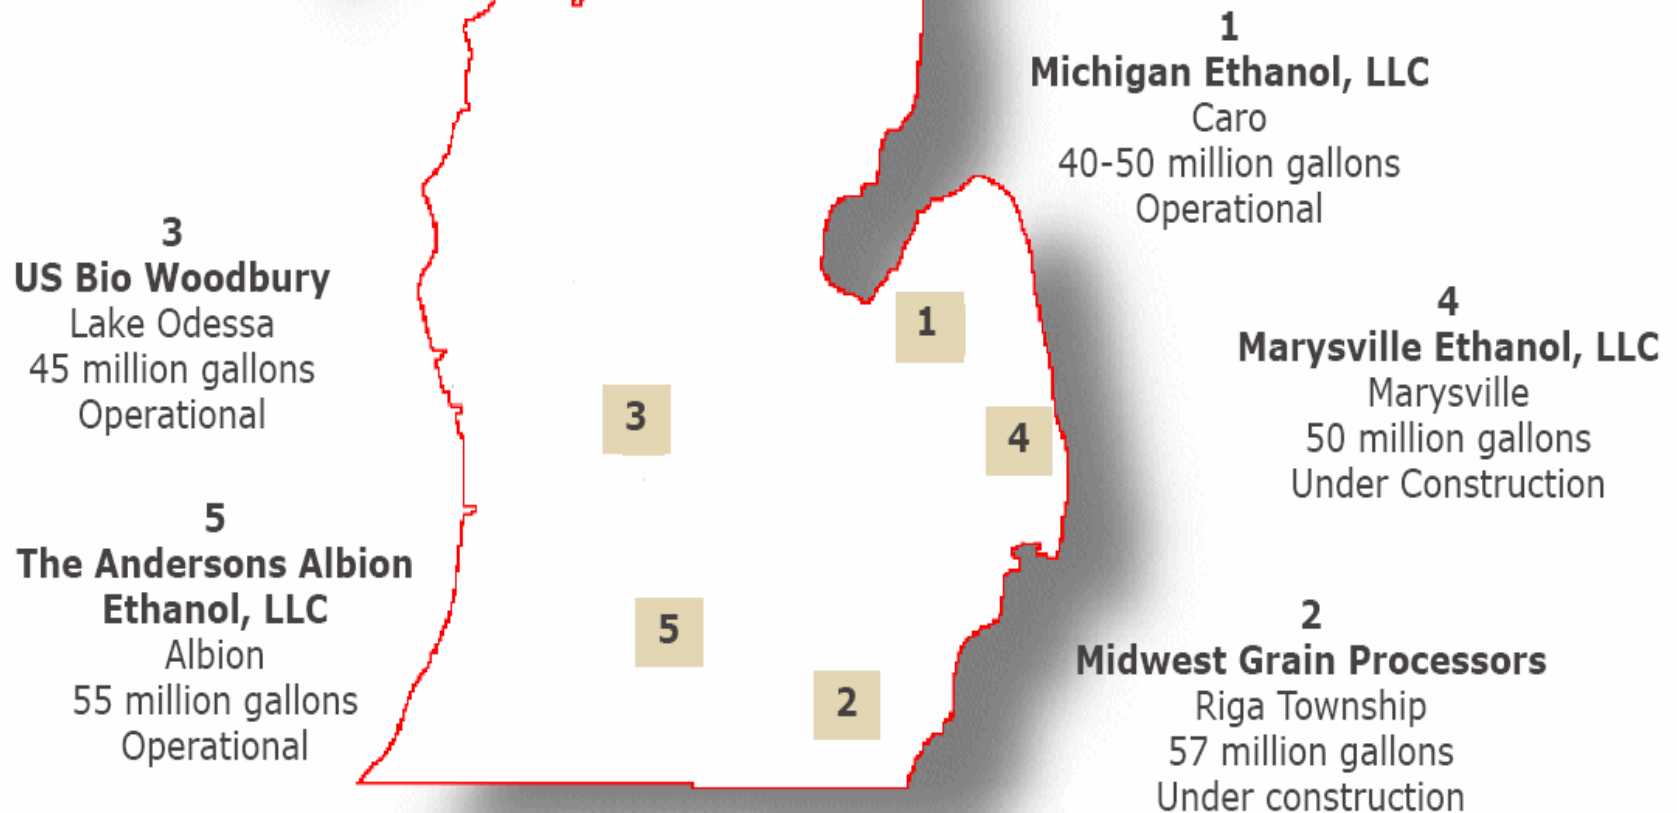 1
Michigan Ethanol, LLC
Caro
40-50 million gallons
Operational
3
US Bio Woodbury
Lake Odessa
45 million gallons
Operational
4
Marysville Ethanol, LLC
Marysville
50 million gallons
Under Construction
5
The Andersons Albion
Ethanol, LLC
Albion
55 million gallons
Operational
2
Midwest Grain Processors
Riga Township
57 million gallons
Under construction
1
3
4
5
2